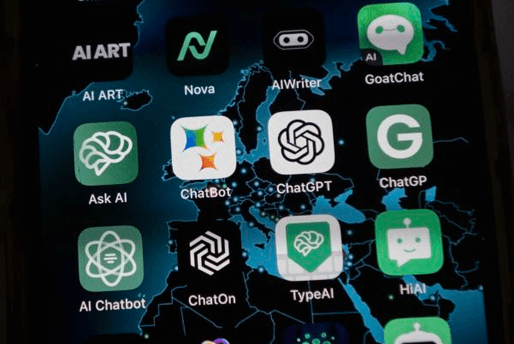 AI ART
AI ART
Nova
AIWriter
AI
GoatChat
Ask AI
ChatBot
ChatGPT
G
ChatGP
AI Chatbot
ChatOn
TypeAI
HiAI